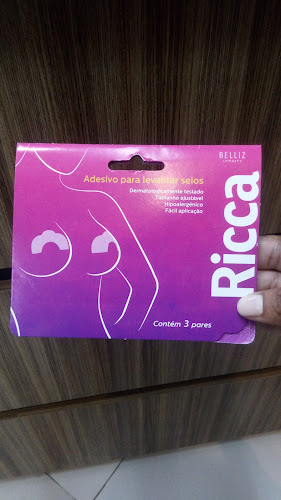 BELLIZ
COMPANY
Adesivo para levantar seios
Dermatologicamente testado
Tamanho ajustável
Hipoalergênico
Fácil aplicação
Ricca
Contém 3 pares